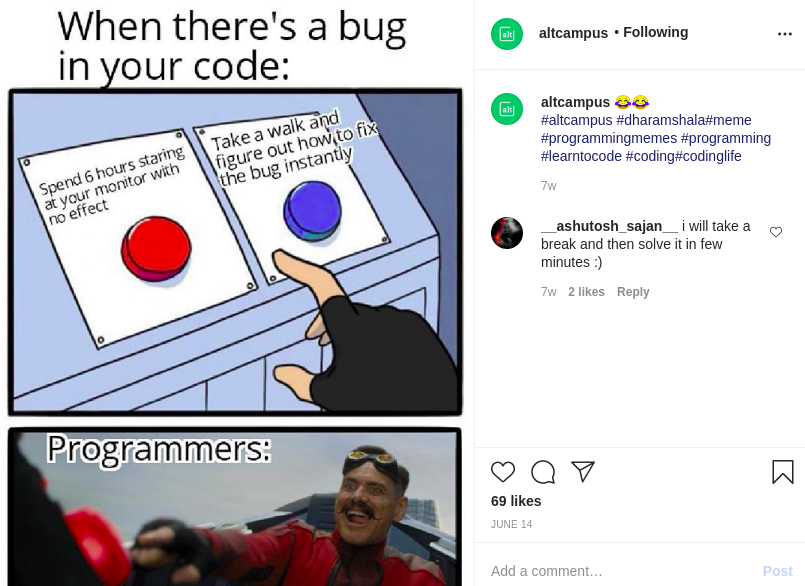 When there's a bug
in your code:
Spend 6 hours staring
at your monitor with
no effect
Take a walk and
figure out how to fix
the bug instantly
Programmers:
alt
altcampus • Following
alt
altcampus 😂😂
#altcampus #dharamshala#meme
#programmingmemes #programming
#learntocode #coding#codinglife
7w
__ashutosh_sajan__ i will take a
break and then solve it in few
minutes :)
7w 2 likes Reply
69 likes
JUNE 14
Add a comment… Post